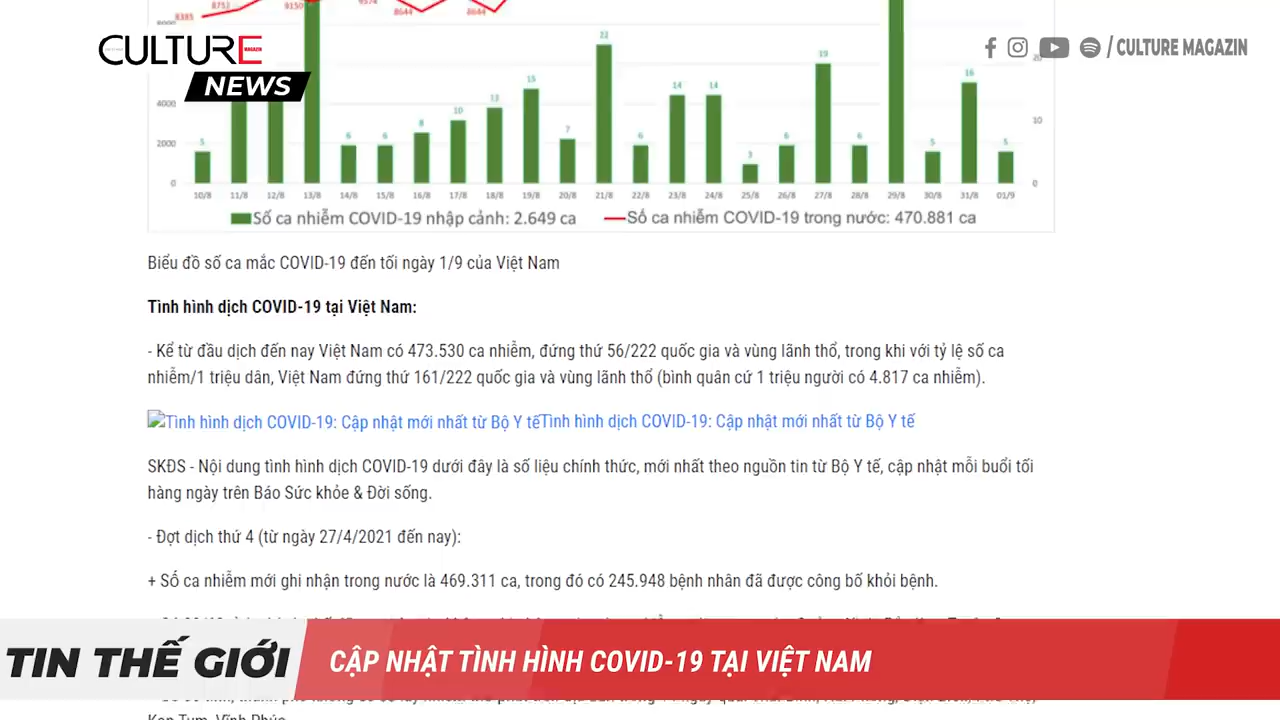 8385
8752
9150
9574
8644
8644
CULTURE
MAGAZIN
NEWS
/ CULTURE MAGAZIN
4000
2000
0
20
10
0
5
6
6
8
10
13
15
7
22
6
14
14
3
6
19
6
5
16
5
10/8 11/8 12/8 13/8 14/8 15/8 16/8 17/8 18/8 19/8 20/8 21/8 22/8 23/8 24/8 25/8 26/8 27/8 28/8 29/8 30/8 31/8 01/9
Số ca nhiễm COVID-19 nhập cảnh: 2.649 ca Số ca nhiễm COVID-19 trong nước: 470.881 ca
Biểu đồ số ca mắc COVID-19 đến tối ngày 1/9 của Việt Nam
Tình hình dịch COVID-19 tại Việt Nam:
- Kể từ đầu dịch đến nay Việt Nam có 473.530 ca nhiễm, đứng thứ 56/222 quốc gia và vùng lãnh thổ, trong khi với tỷ lệ số ca
nhiễm/1 triệu dân, Việt Nam đứng thứ 161/222 quốc gia và vùng lãnh thổ (bình quân cứ 1 triệu người có 4.817 ca nhiễm).
Tình hình dịch COVID-19: Cập nhật mới nhất từ Bộ Y tếTình hình dịch COVID-19: Cập nhật mới nhất từ Bộ Y tế
SKĐS - Nội dung tình hình dịch COVID-19 dưới đây là số liệu chính thức, mới nhất theo nguồn tin từ Bộ Y tế, cập nhật mỗi buổi tối
hàng ngày trên Báo Sức khỏe & Đời sống.
- Đợt dịch thứ 4 (từ ngày 27/4/2021 đến nay):
+ Số ca nhiễm mới ghi nhận trong nước là 469.311 ca, trong đó có 245.948 bệnh nhân đã được công bố khỏi bệnh.
TIN THẾ GIỚI
CẬP NHẬT TÌNH HÌNH COVID-19 TẠI VIỆT NAM
Kon Tum, Vĩnh Phúc